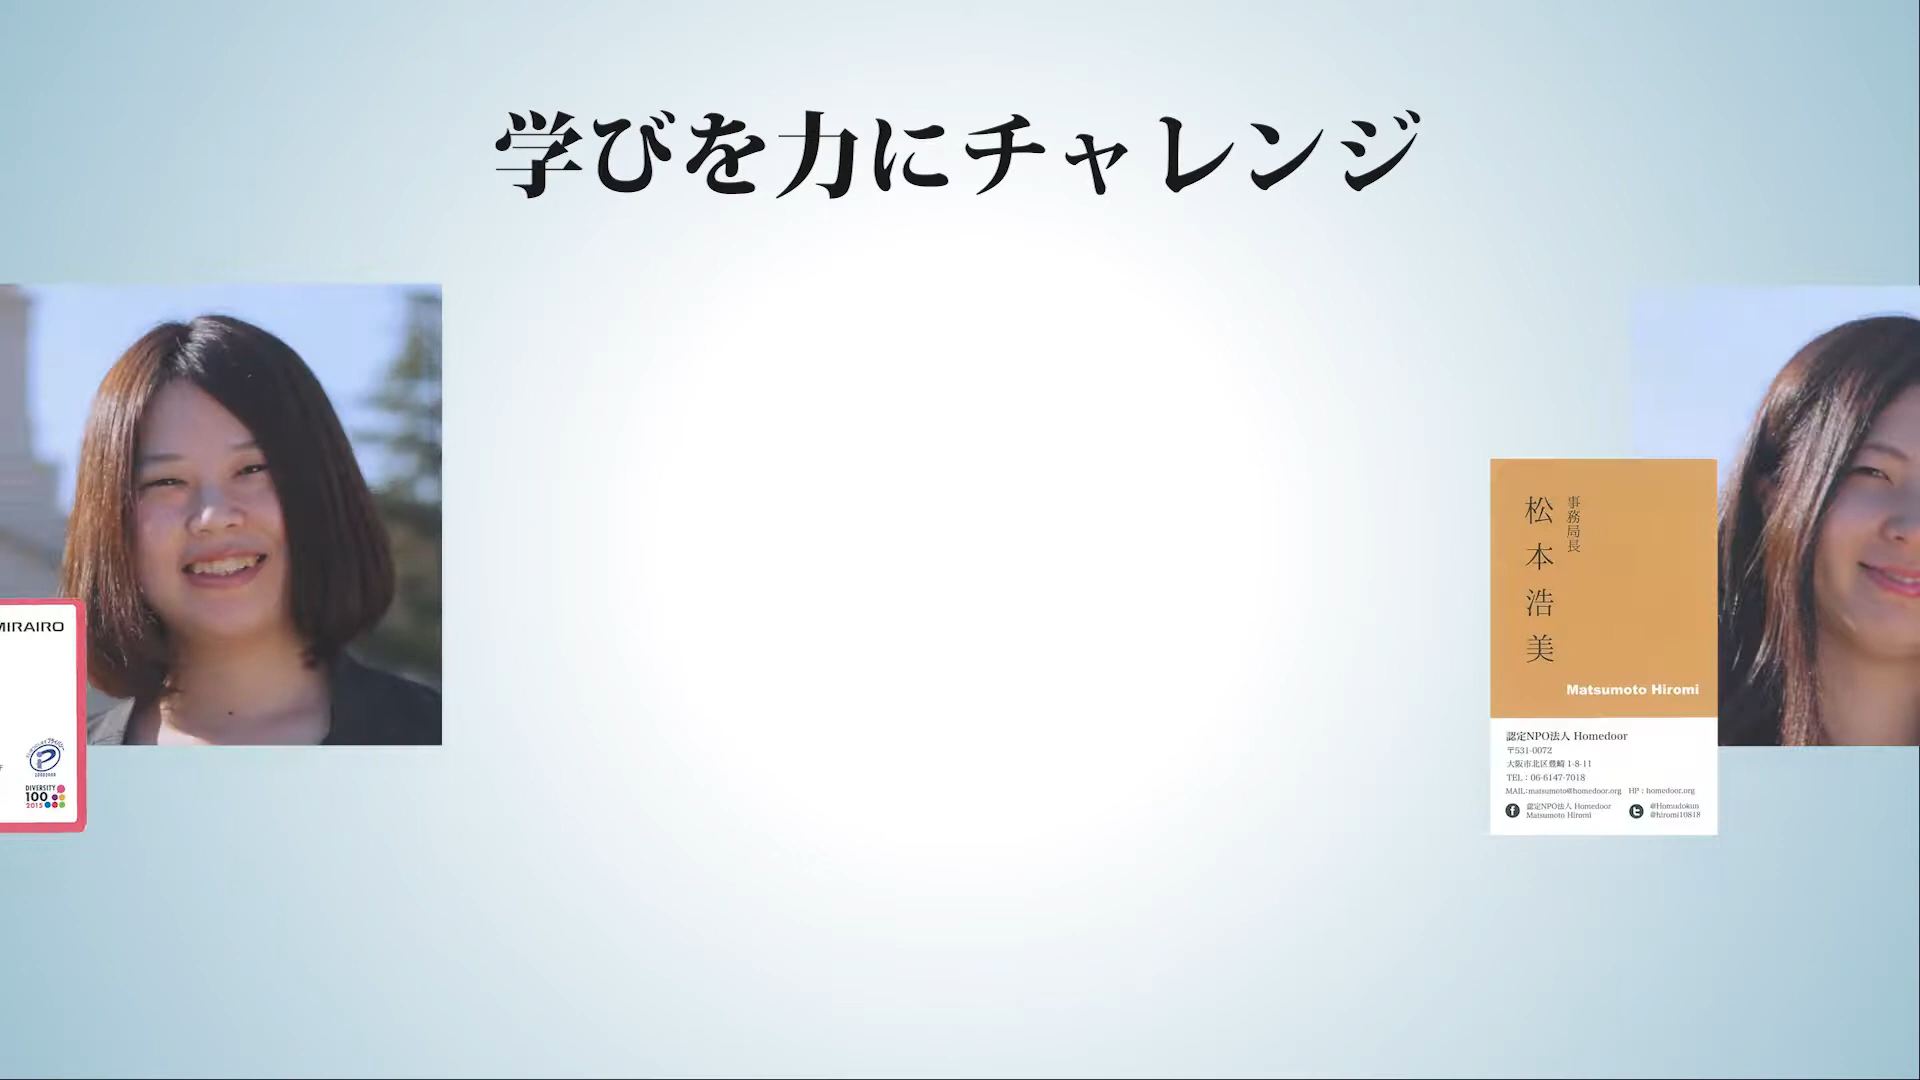 学びを力にチャレンジ
MIRAIRO
DIVERSITY
100
2015
事務局長
松本浩美
Matsumoto Hiromi
認定NPO法人 Homedoor
〒531-0072
大阪市北区豊崎 1-8-11
TEL : 06-6147-7018
MAIL:matsumoto@homedoor.org HP : homedoor.org
認定NPO法人 Homedoor
Matsumoto Hiromi
@Homudokun
@hiromi10818